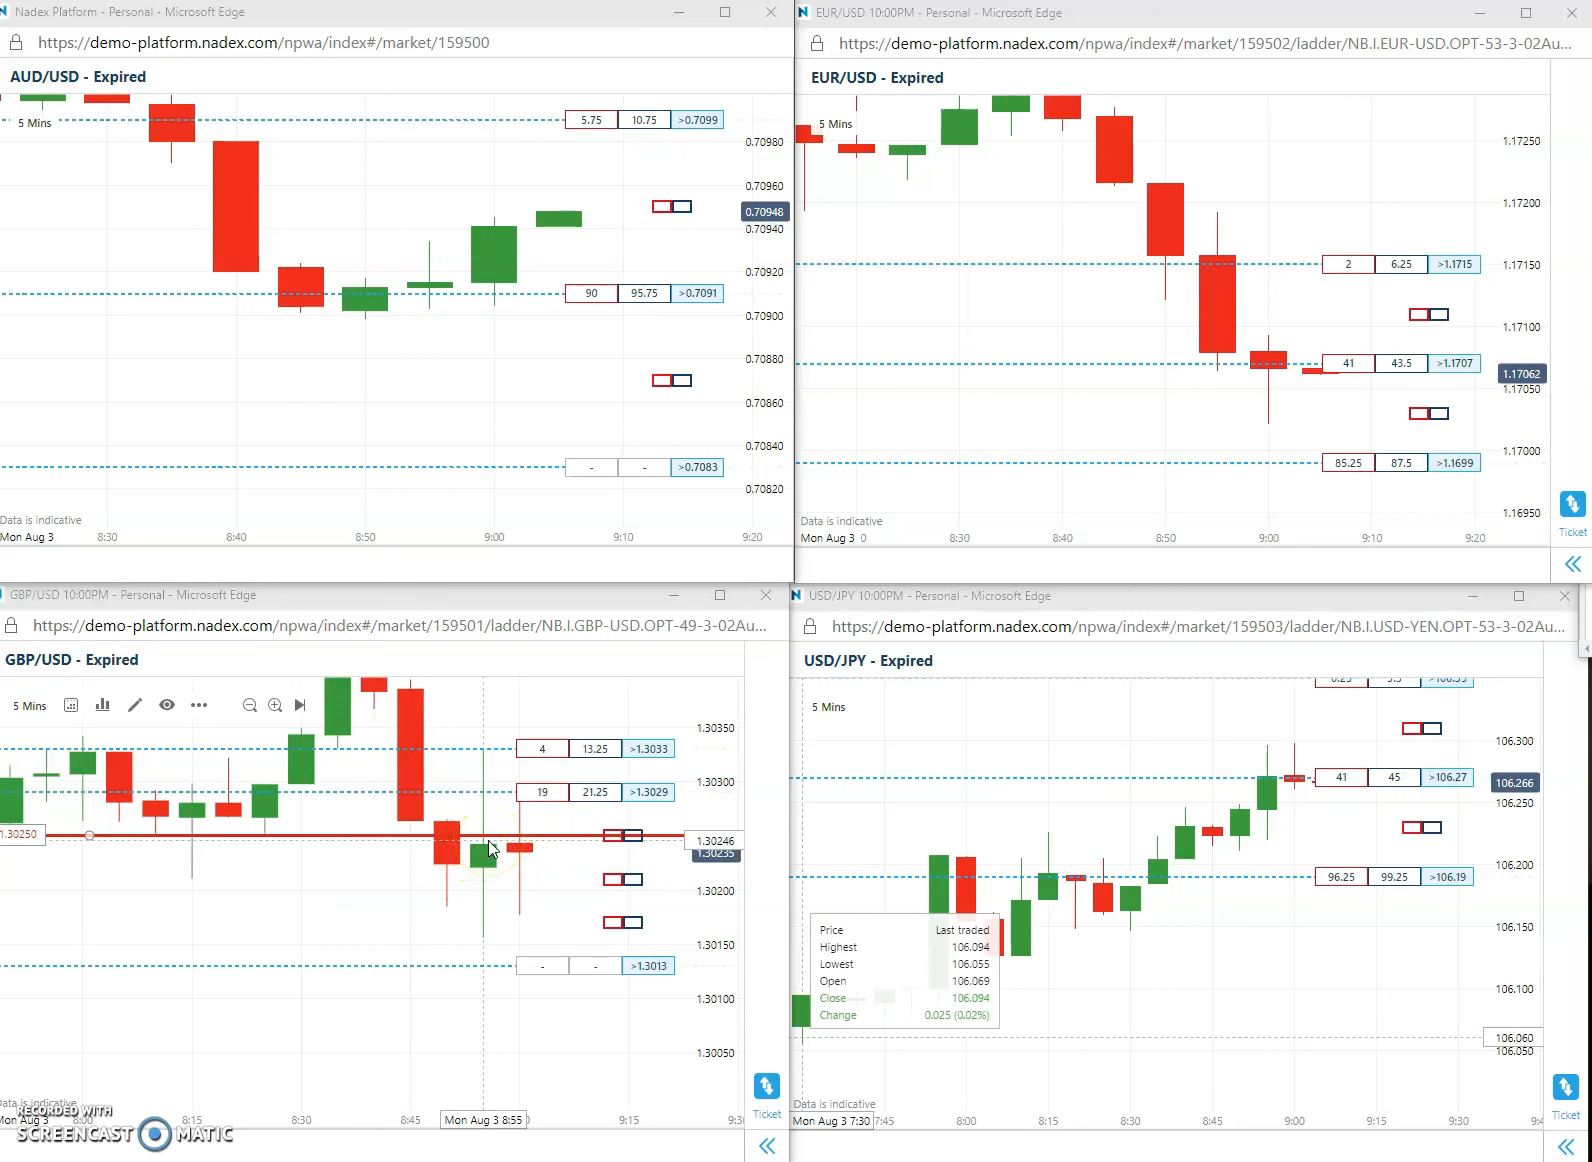 Nadex Platform - Personal - Microsoft Edge
https://demo-platform.nadex.com/npwa/index#/market/159500
AUD/USD - Expired
5 Mins
5.75 10.75 >0.7099
90 95.75 >0.7091
- - >0.7083
0.70980
0.70960
0.70948
0.70940
0.70920
0.70900
0.70880
0.70860
0.70840
0.70820
Data is indicative
Mon Aug 3 8:30 8:40 8:50 9:00 9:10 9:20
EUR/USD 10:00PM - Personal - Microsoft Edge
https://demo-platform.nadex.com/npwa/index#/market/159502/ladder/NB.I.EUR-USD.OPT-53-3-02Au...
EUR/USD - Expired
5 Mins
2 6.25 >1.1715
41 43.5 >1.1707
85.25 87.5 >1.1699
1.17250
1.17200
1.17150
1.17100
1.17062
1.17050
1.17000
1.16950
Data is indicative
Mon Aug 3 0 8:30 8:40 8:50 9:00 9:10 9:20
Ticket
GBP/USD 10:00PM - Personal - Microsoft Edge
https://demo-platform.nadex.com/npwa/index#/market/159501/ladder/NB.I.GBP-USD.OPT-49-3-02Au...
GBP/USD - Expired
5 Mins
4 13.25 >1.3033
19 21.25 >1.3029
- - >1.3013
1.30250
1.30350
1.30300
1.30246
1.30235
1.30200
1.30150
1.30100
1.30050
Data is indicative
Mon Aug 3 8:00 8:15 8:30 8:45 Mon Aug 3 8:55 9:15 9:30
Ticket
RECORDED WITH
SCREENCAST MATIC
USD/JPY 10:00PM - Personal - Microsoft Edge
https://demo-platform.nadex.com/npwa/index#/market/159503/ladder/NB.I.USD-YEN.OPT-53-3-02Au...
USD/JPY - Expired
5 Mins
41 45 >106.27
96.25 99.25 >106.19
106.300
106.266
106.250
106.200
106.150
106.100
106.060
106.050
Price Last traded
Highest 106.094
Lowest 106.055
Open 106.069
Close 106.094
Change 0.025 (0.02%)
Data is indicative
Mon Aug 3 7:30 7:45 8:00 8:15 8:30 8:45 9:00 9:15 9:30
Ticket